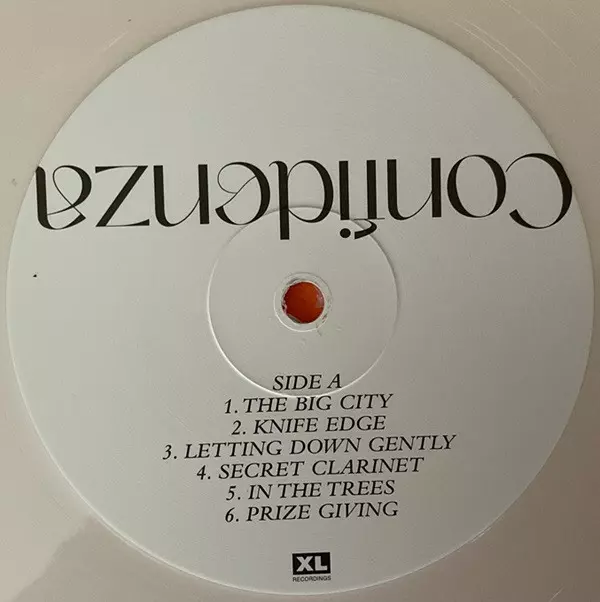 Confidenza
SIDE A
1. THE BIG CITY
2. KNIFE EDGE
3. LETTING DOWN GENTLY
4. SECRET CLARINET
5. IN THE TREES
6. PRIZE GIVING
XL
RECORDINGS